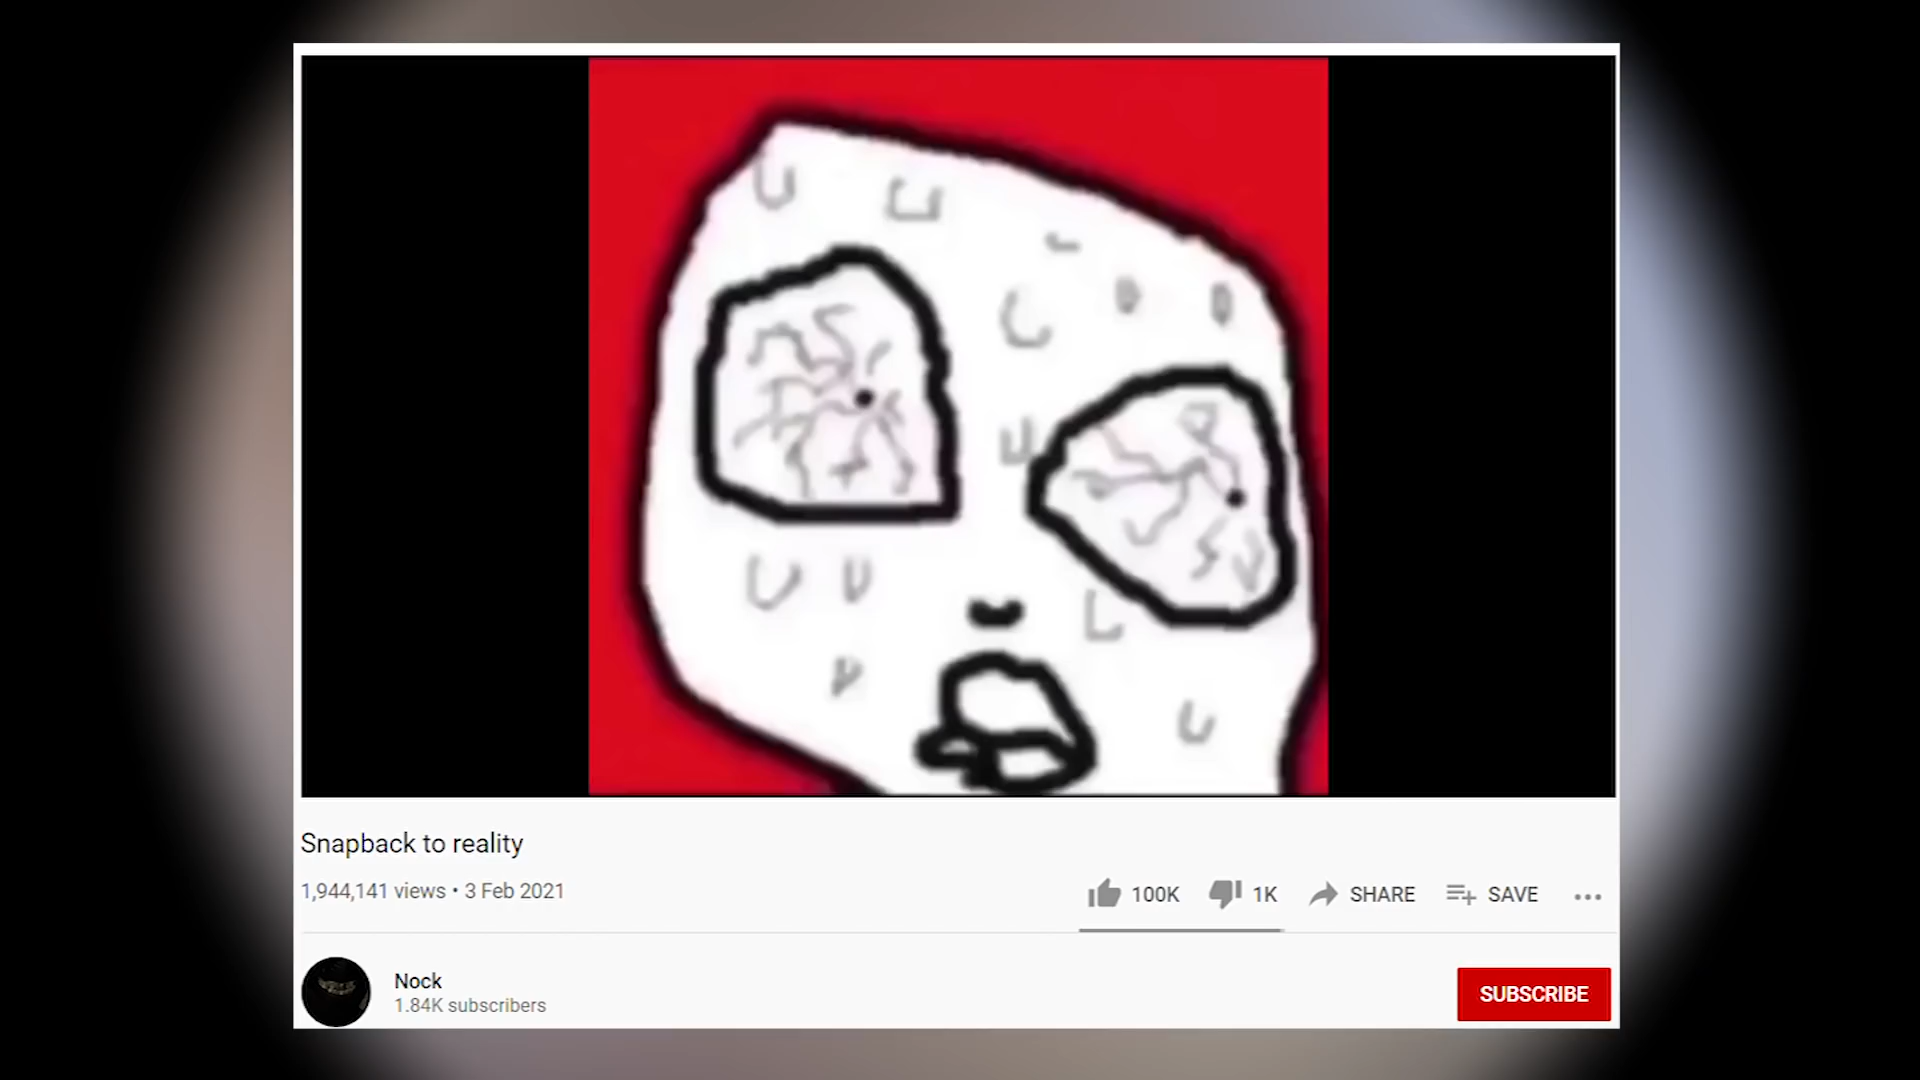 Snapback to reality
1,944,141 views • 3 Feb 2021
100K 1K SHARE SAVE
Nock
1.84K subscribers
SUBSCRIBE